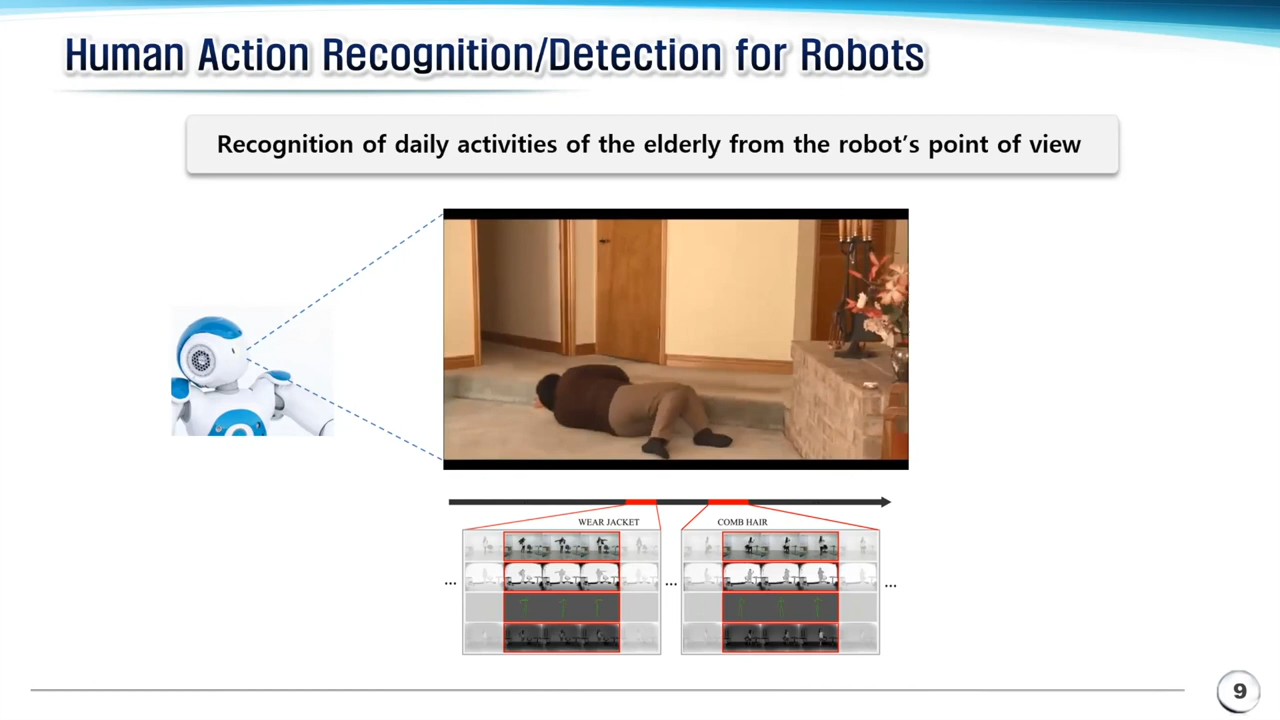 Human Action Recognition/Detection for Robots
Recognition of daily activities of the elderly from the robot's point of view
WEAR JACKET COMB HAIR
... ... ...
9